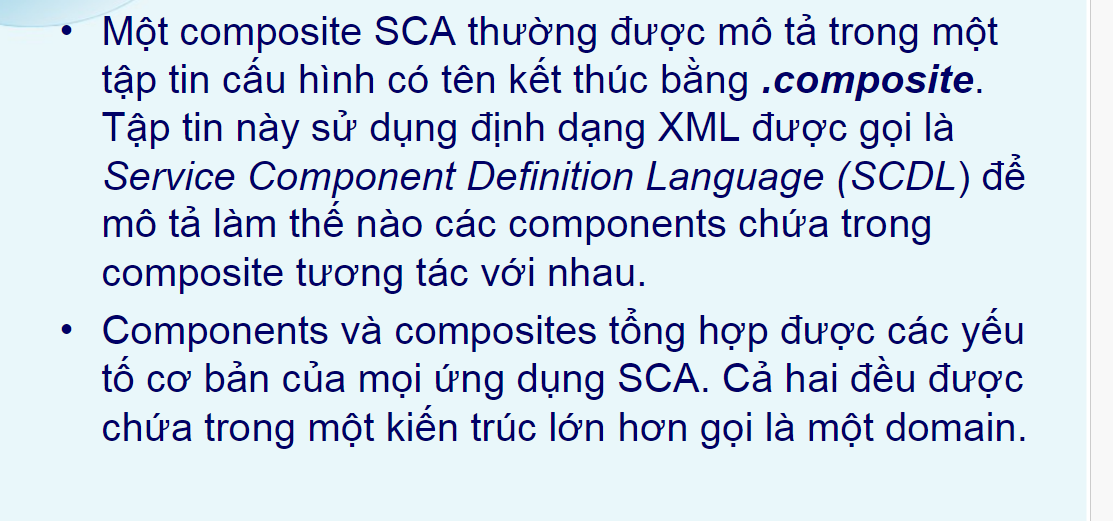 • Một composite SCA thường được mô tả trong một
tập tin cấu hình có tên kết thúc bằng .composite.
Tập tin này sử dụng định dạng XML được gọi là
Service Component Definition Language (SCDL) để
mô tả làm thế nào các components chứa trong
composite tương tác với nhau.
• Components và composites tổng hợp được các yếu
tố cơ bản của mọi ứng dụng SCA. Cả hai đều được
chứa trong một kiến trúc lớn hơn gọi là một domain.